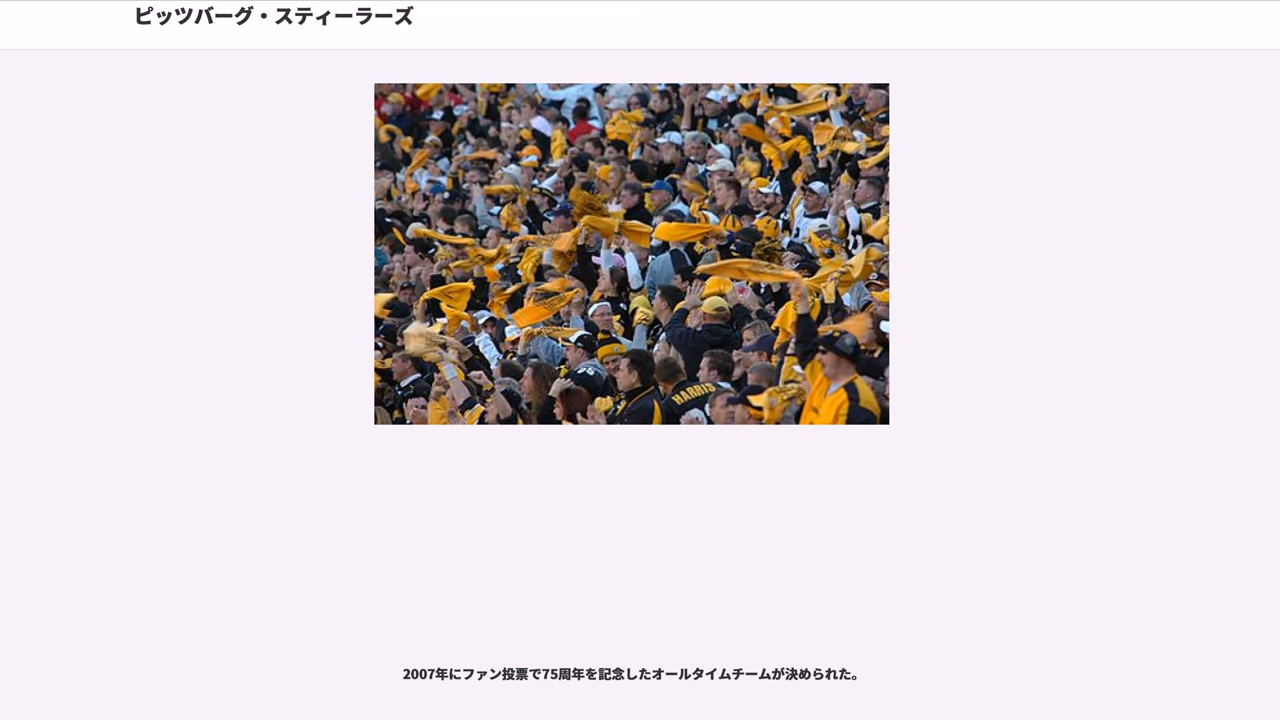 ピッツバーグ・スティーラーズ
HARRIS
2007年にファン投票で75周年を記念したオールタイムチームが決められた。